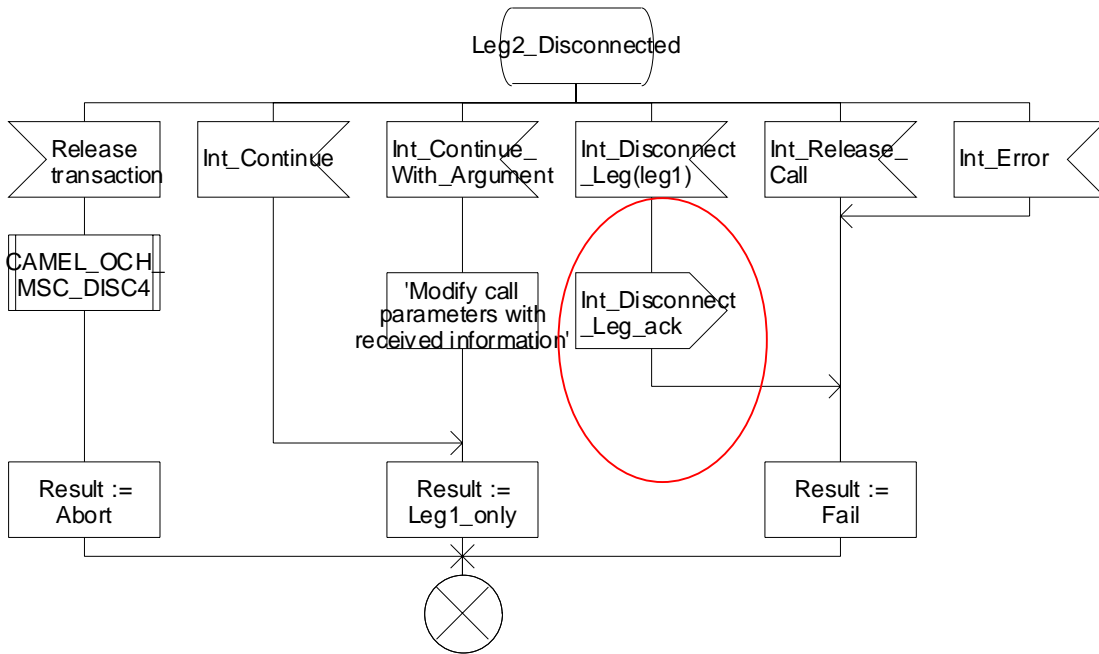 Leg2_Disconnected
Release
transaction
Int_Continue
Int_Continue_
With_Argument
Int_Disconnect
_Leg(leg1)
Int_Release_
Call
Int_Error
CAMEL_OCH_
MSC_DISC4
'Modify call
parameters with
received information'
Int_Disconnect
_Leg_ack
Result :=
Abort
Result :=
Leg1_only
Result :=
Fail